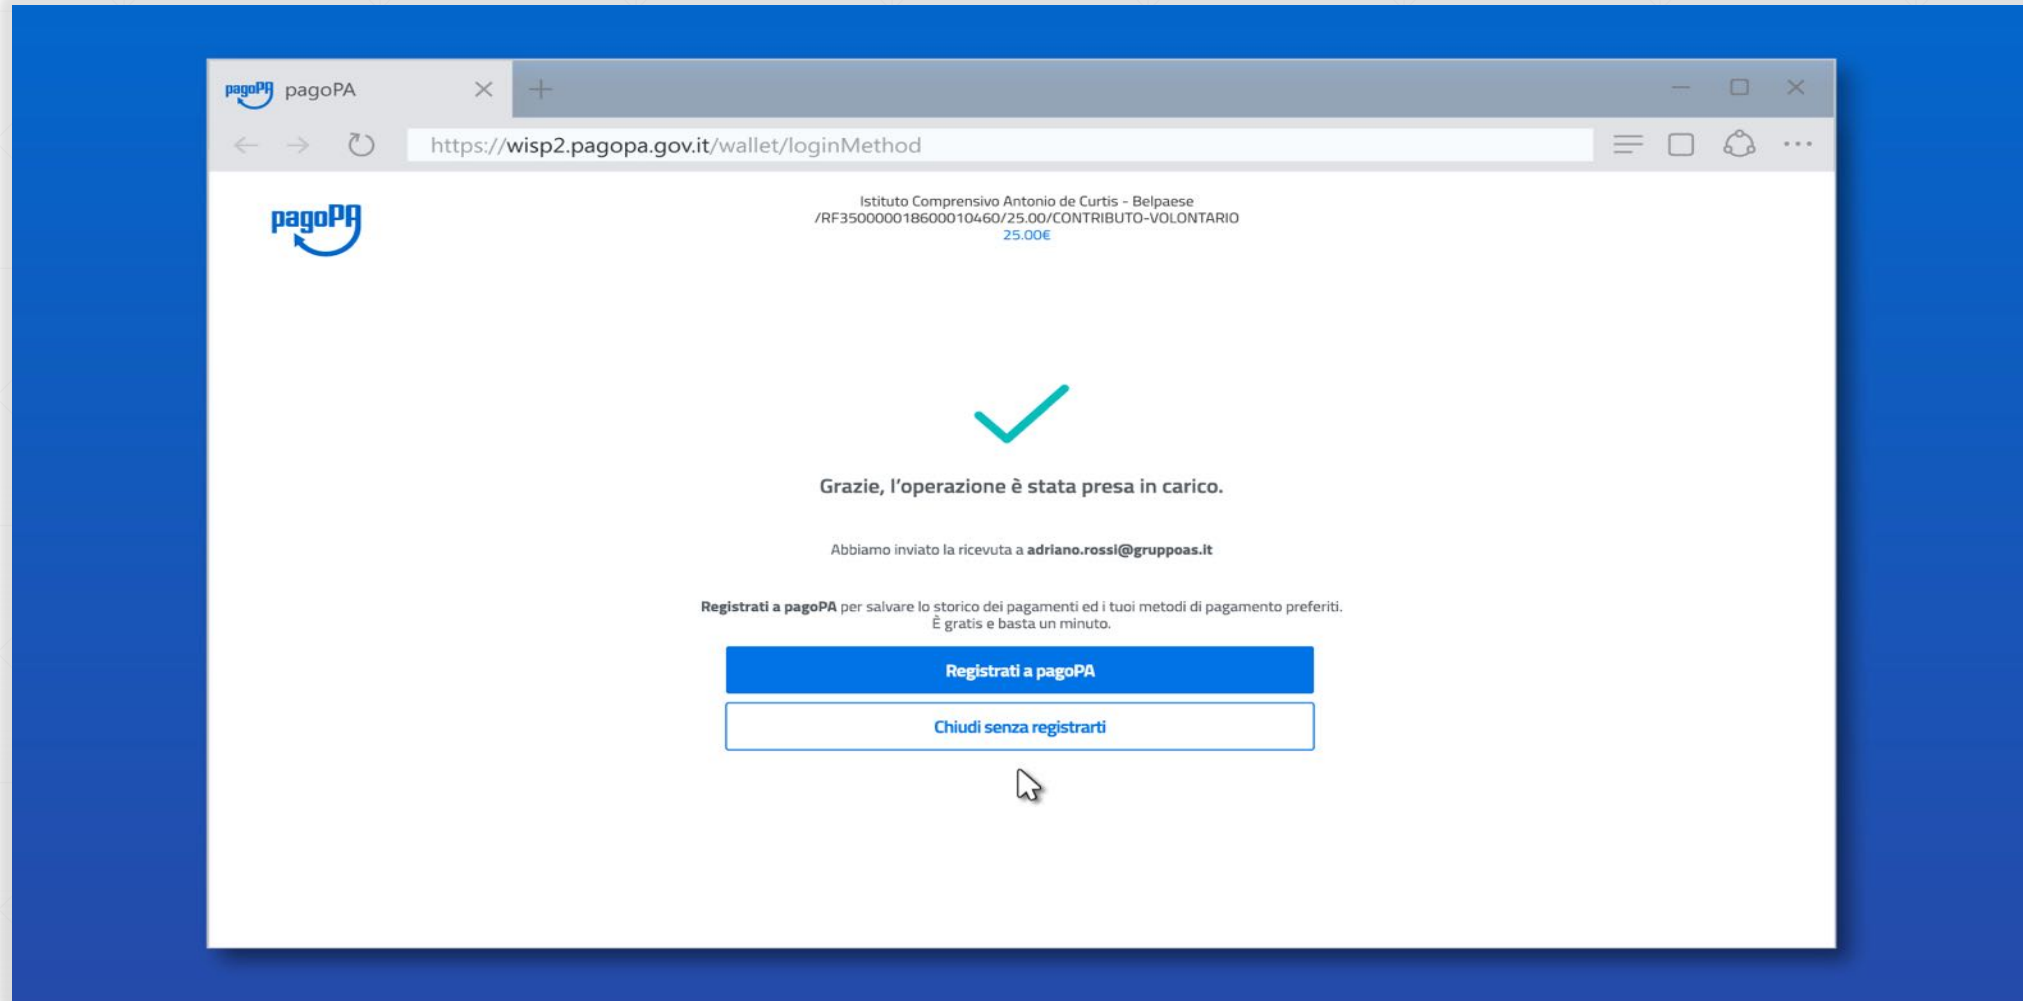 pagoPA pagoPA
https://wisp2.pagopa.gov.it/wallet/loginMethod
pagoPA
Istituto Comprensivo Antonio de Curtis - Belpaese
/RF350000018600010460/25.00/CONTRIBUTO-VOLONTARIO
25.00€
Grazie, l'operazione è stata presa in carico.
Abbiamo inviato la ricevuta a adriano.rossi@gruppoas.it
Registrati a pagoPA per salvare lo storico dei pagamenti ed i tuoi metodi di pagamento preferiti.
È gratis e basta un minuto.
Registrati a pagoPA
Chiudi senza registrarti